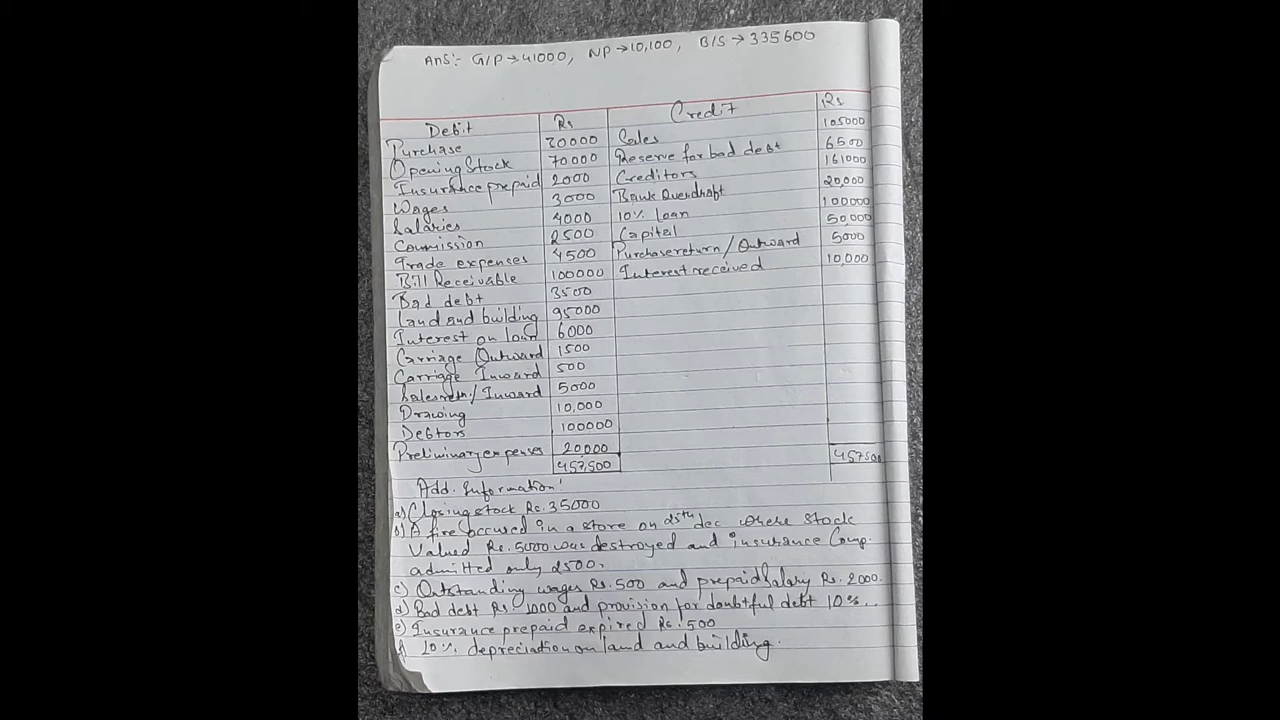 Ans:- G/P → 41000, NP → 10,100, B/S → 335600
Debit Rs Credit Rs
Purchase 30000 Sales 105000
Opening Stock 70000 Reserve for bad debt 6500
Insurance prepaid 2000 Creditors 161000
Wages 3000 Bank Overdraft 20,000
Salaries 4000 10% loan 100000
Commission 2500 Capital 50,000
Trade expenses 4500 Purchase return / Outward 5000
Bill Receivable 100000 Interest received 10,000
Bad debt 3500
Land and building 95000
Interest on loan 6000
Carriage Outward 1500
Carriage Inward 500
Sales retn. / Inward 5000
Drawing 10,000
Debtors 100000
Preliminary expenses 20,000
457,500 457500
Add. Information!
a) Closing stock Rs. 35000
b) A fire occured in a store on 25th dec where stock
Valued Rs. 5000 was destroyed and insurance Comp.
admitted only 2500.
c) Outstanding wages Rs. 500 and prepaid Salary Rs. 2000.
d) Bad debt Rs. 1000 and provision for doubtful debt 10%..
e) Insurance prepaid expired Rs. 500
f) 20% depreciation on land and building.